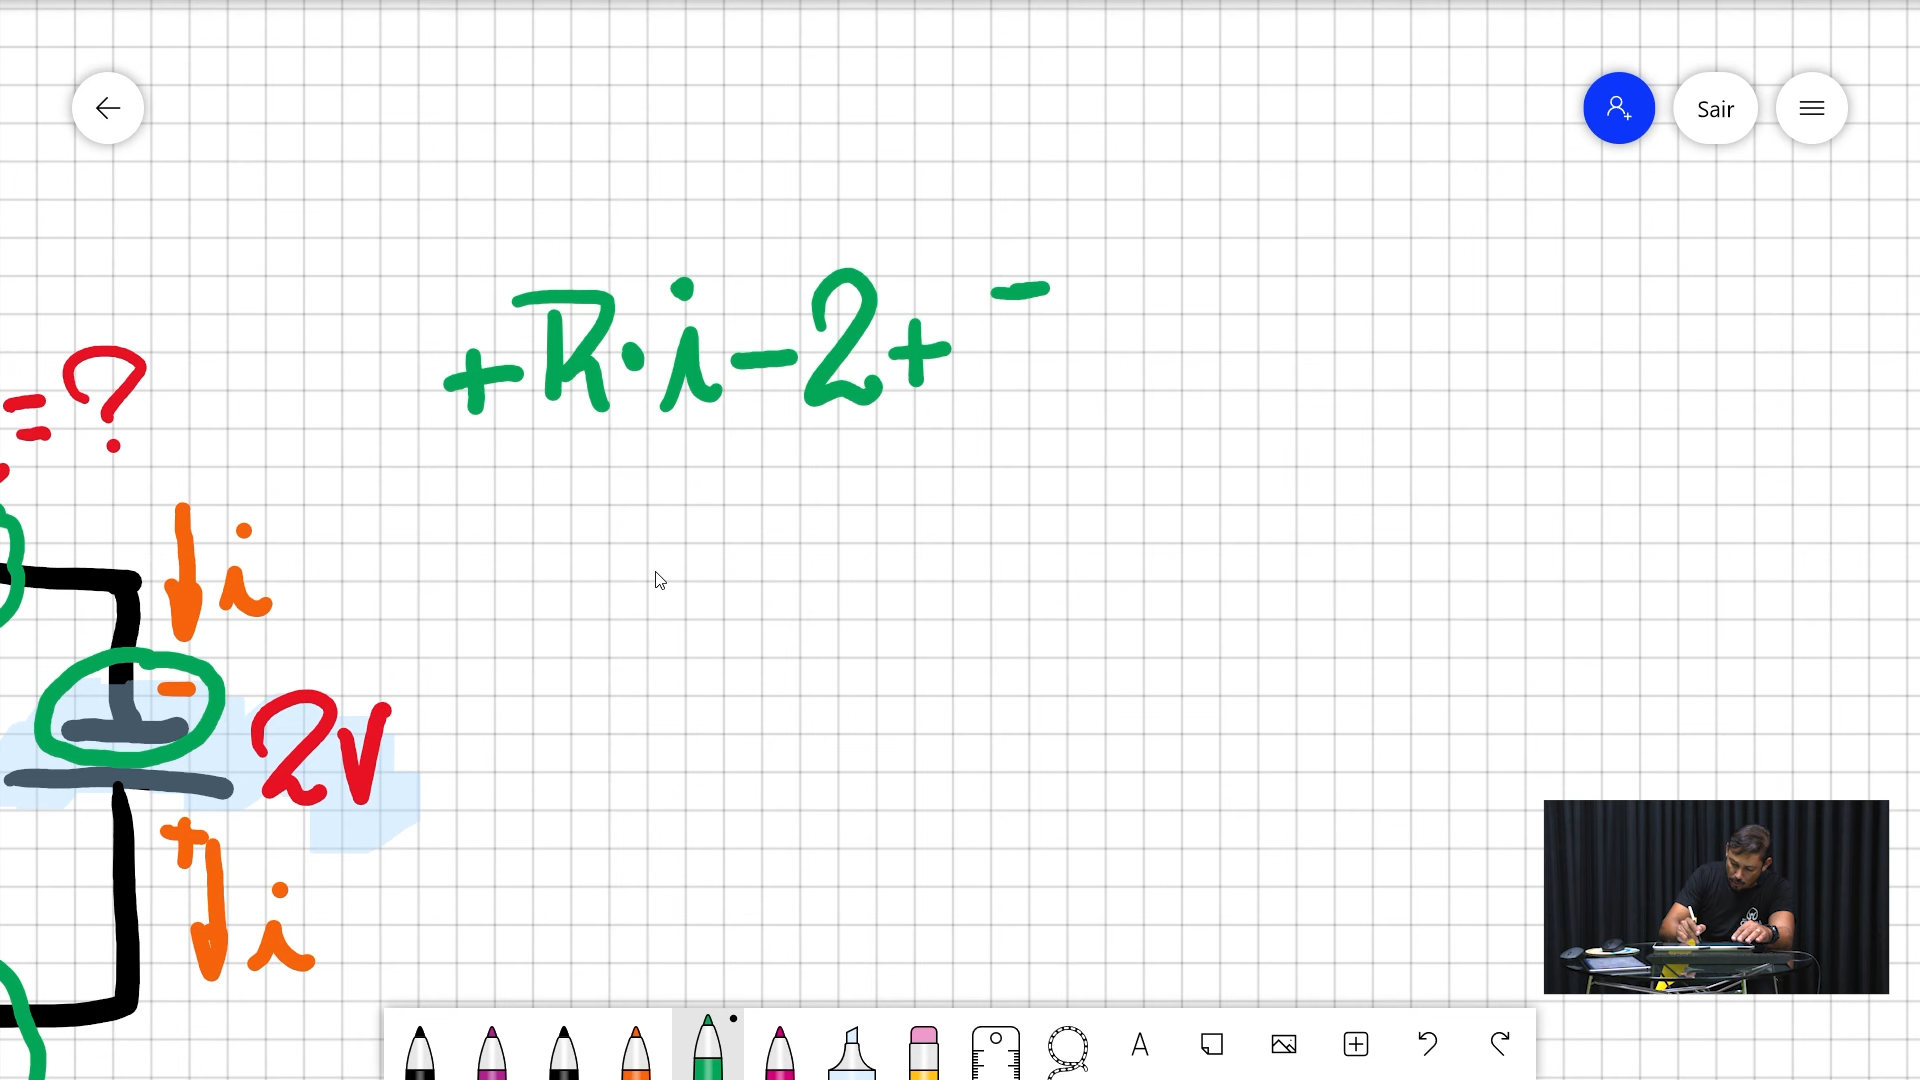 Sair
+R·i-2+
=?
i
-
2V
+
i
A